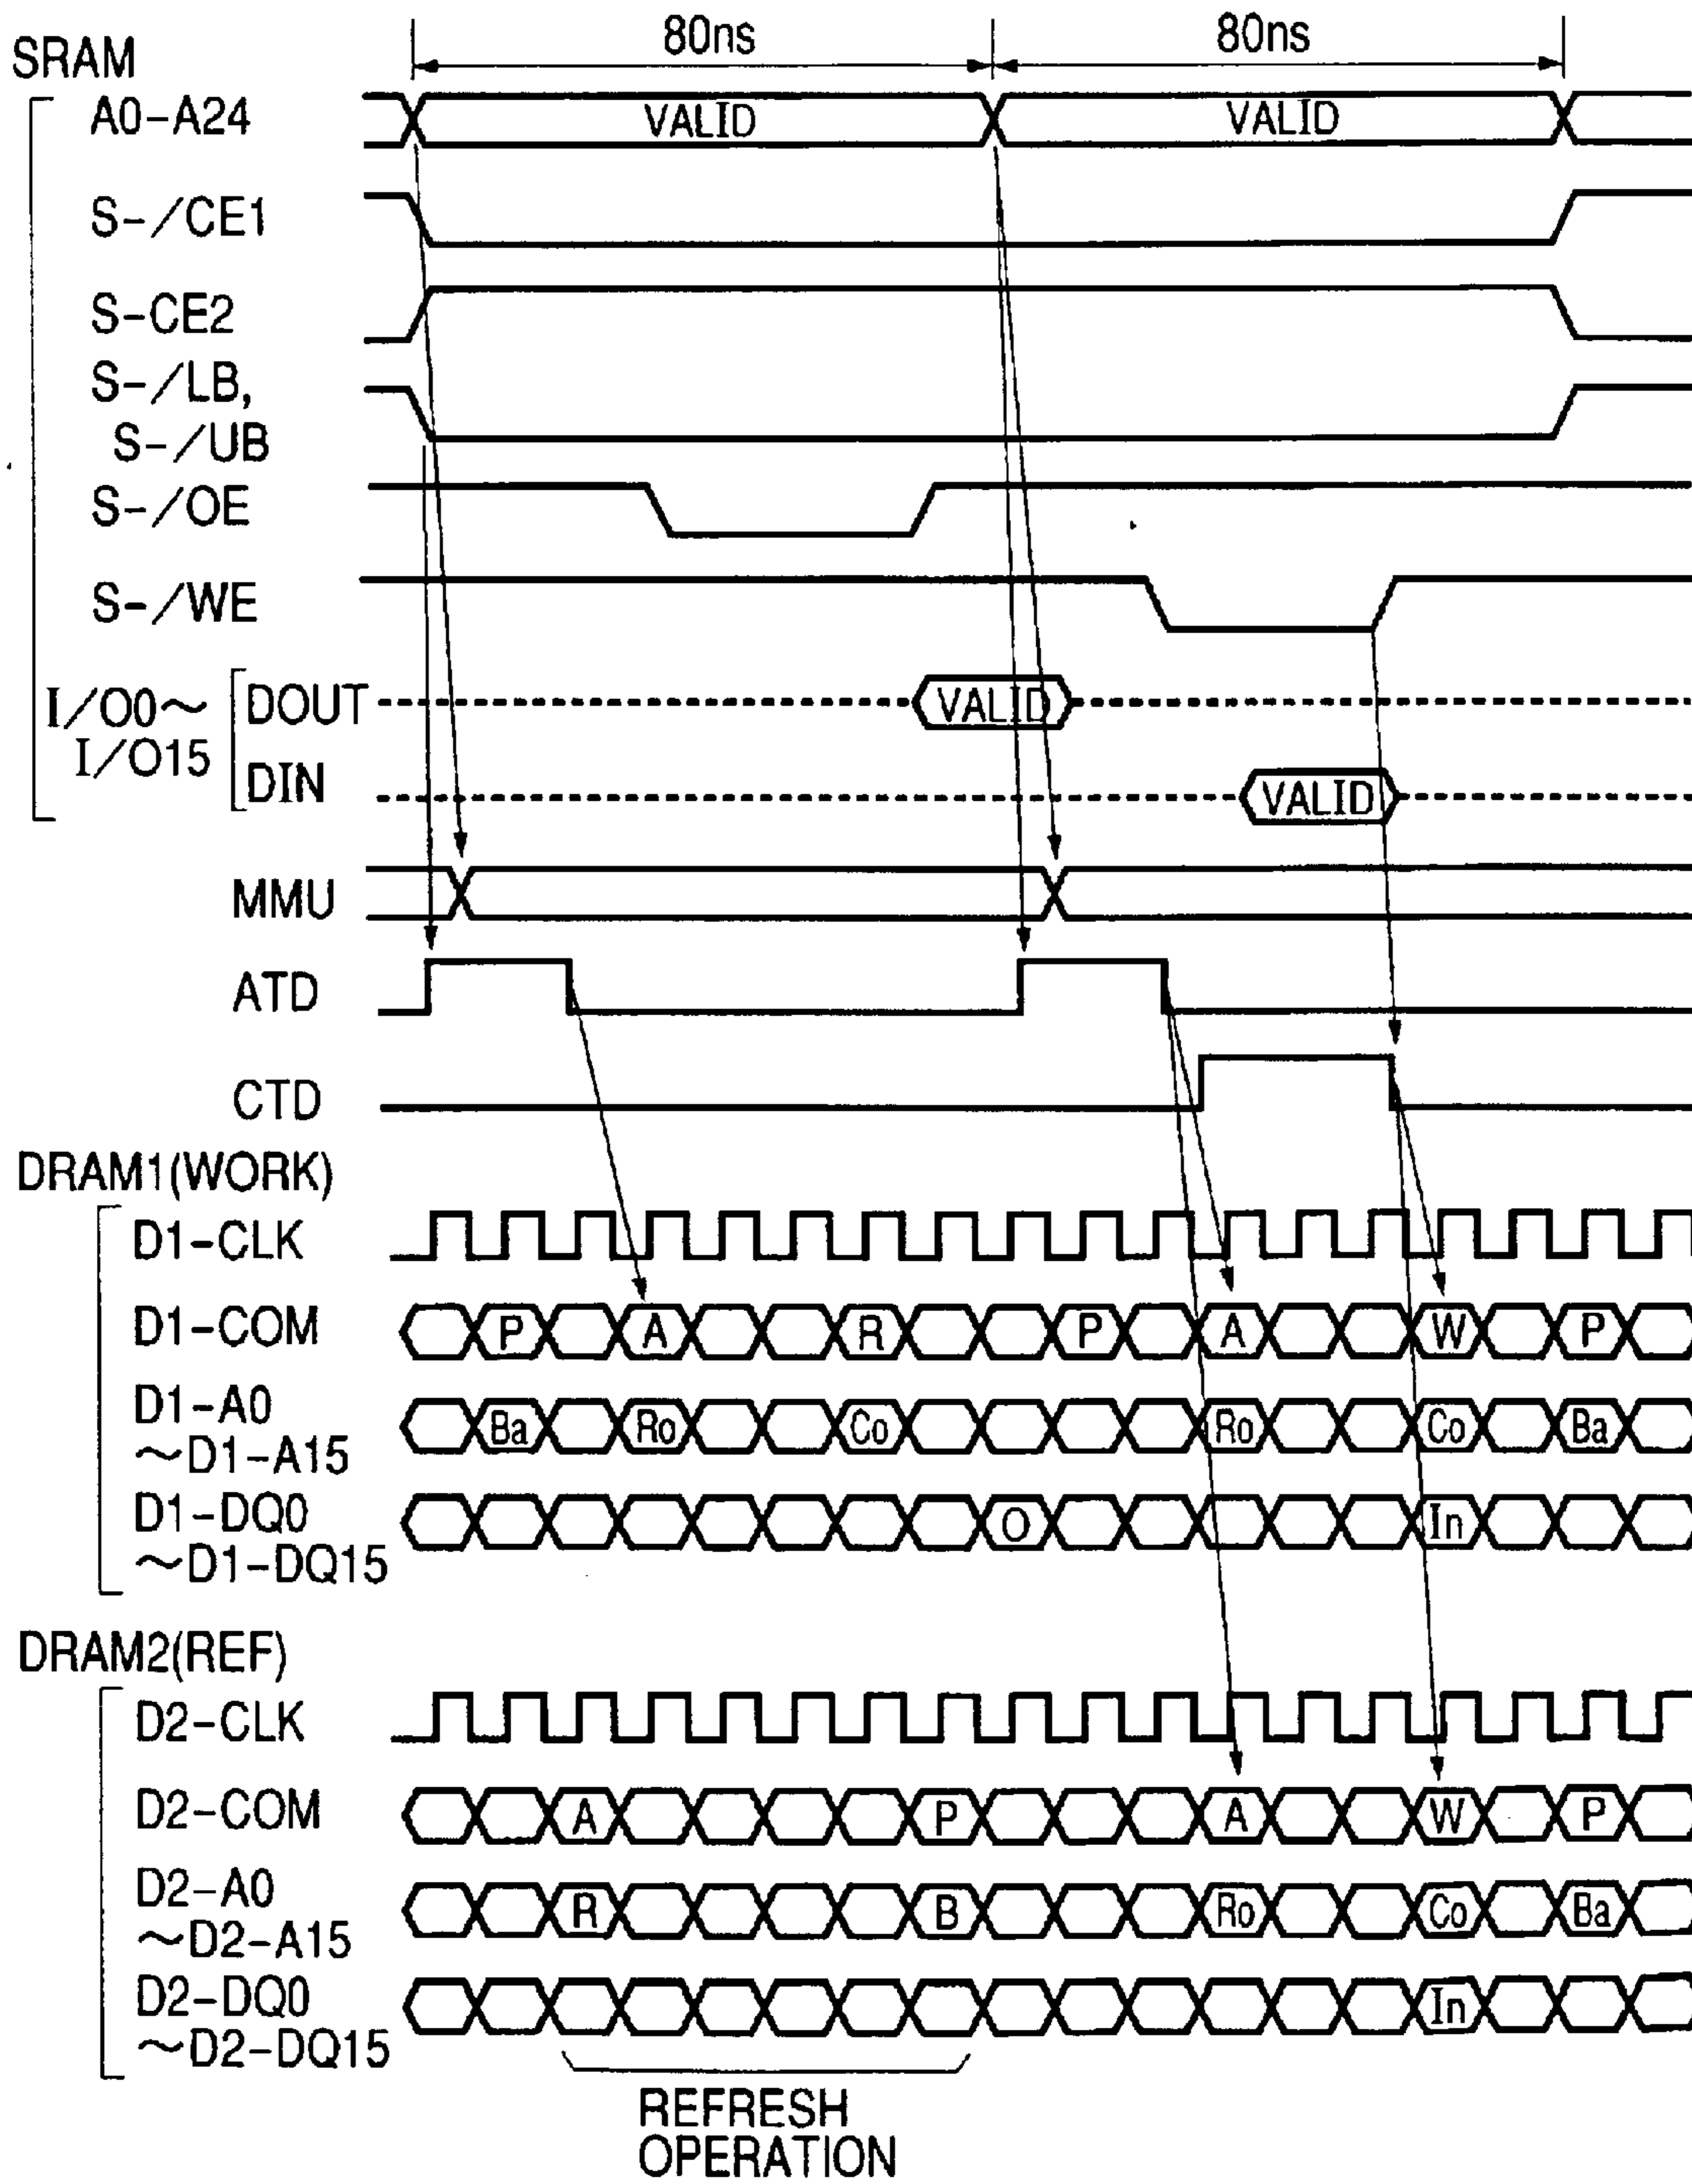 80ns 80ns
SRAM
A0-A24 VALID VALID
S-/CE1
S-CE2
S-/LB,
S-/UB
S-/OE
S-/WE
I/O0~ DOUT VALID
I/O15 DIN VALID
MMU
ATD
CTD
DRAM1(WORK)
D1-CLK
D1-COM P A R P A W P
D1-A0 Ba Ro Co Ro Co Ba
~D1-A15
D1-DQ0 O In
~D1-DQ15
DRAM2(REF)
D2-CLK
D2-COM A P A W P
D2-A0 R B Ro Co Ba
~D2-A15
D2-DQ0 In
~D2-DQ15
REFRESH
OPERATION